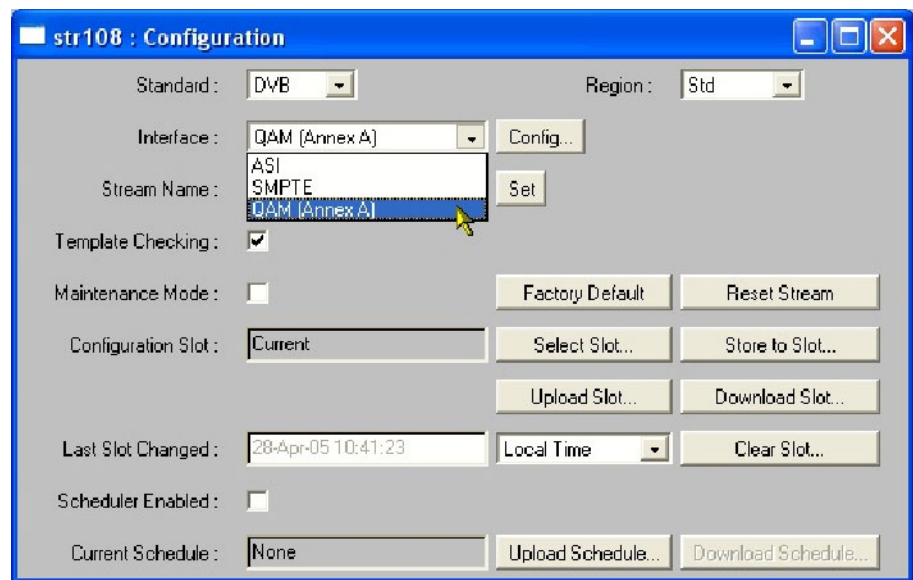 str108 : Configuration
Standard : DVB Region : Std
Interface : QAM (Annex A) Config...
ASI
Stream Name : SMPTE Set
QAM (Annex A)
Template Checking :
Maintenance Mode : Factory Default Reset Stream
Configuration Slot : Current Select Slot... Store to Slot...
Upload Slot... Download Slot...
Last Slot Changed : 28-Apr-05 10:41:23 Local Time Clear Slot...
Scheduler Enabled :
Current Schedule : None Upload Schedule... Download Schedule...